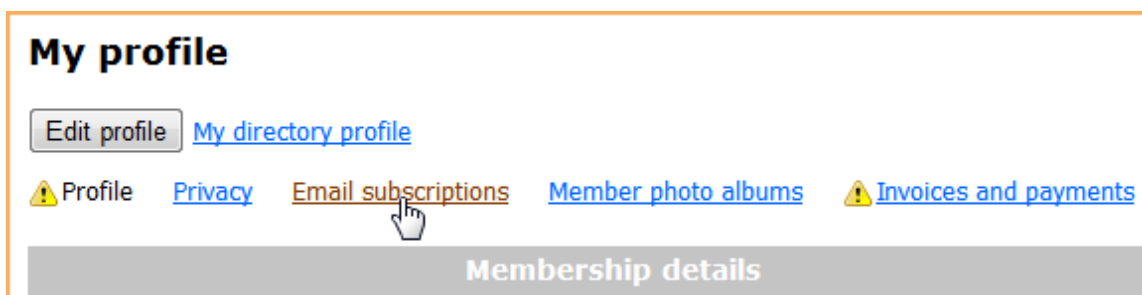 My profile
Edit profile My directory profile
Profile Privacy Email subscriptions Member photo albums Invoices and payments
Membership details